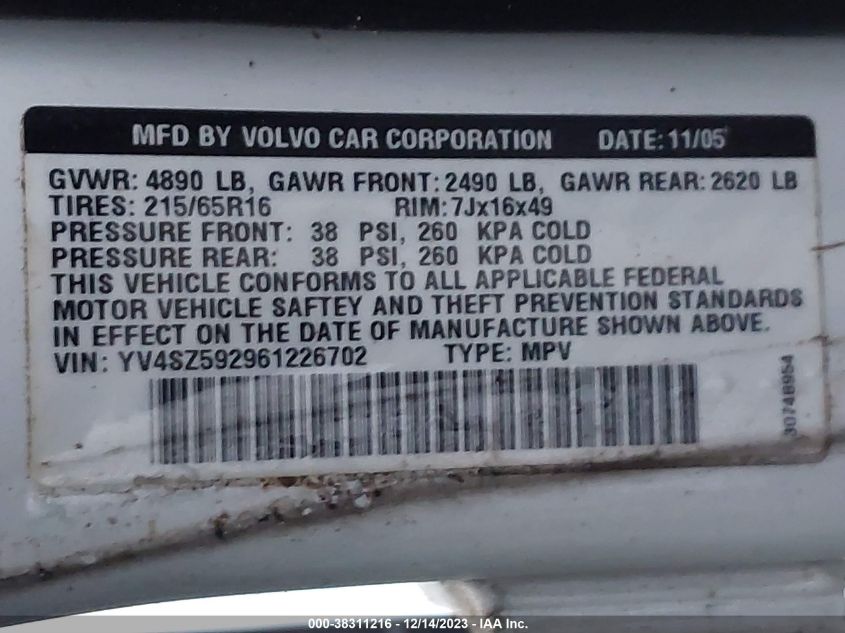 MFD BY VOLVO CAR CORPORATION DATE: 11/05
GVWR: 4890 LB, GAWR FRONT: 2490 LB, GAWR REAR: 2620 LB
TIRES: 215/65R16 RIM: 7Jx16x49
PRESSURE FRONT: 38 PSI, 260 KPA COLD
PRESSURE REAR: 38 PSI, 260 KPA COLD
THIS VEHICLE CONFORMS TO ALL APPLICABLE FEDERAL
MOTOR VEHICLE SAFTEY AND THEFT PREVENTION STANDARDS
IN EFFECT ON THE DATE OF MANUFACTURE SHOWN ABOVE.
VIN: YV4SZ592961226702 TYPE: MPV
30748954
000-38311216 - 12/14/2023 - IAA Inc.